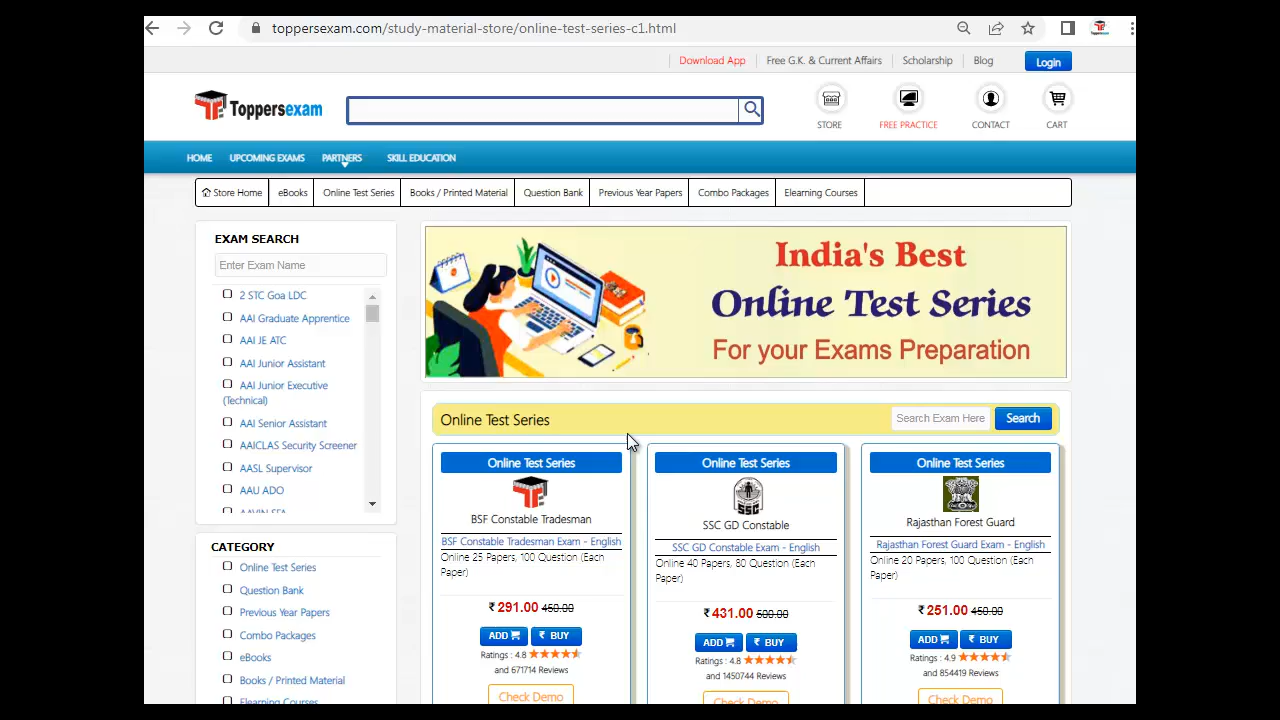 toppersexam.com/study-material-store/online-test-series-c1.html
Download App
Free G.K. & Current Affairs
Scholarship
Blog
Login
Toppersexam
STORE
FREE PRACTICE
CONTACT
CART
HOME
UPCOMING EXAMS
PARTNERS
SKILL EDUCATION
Store Home
eBooks
Online Test Series
Books / Printed Material
Question Bank
Previous Year Papers
Combo Packages
Elearning Courses
EXAM SEARCH
Enter Exam Name
2 STC Goa LDC
AAI Graduate Apprentice
AAI JE ATC
AAI Junior Assistant
AAI Junior Executive
(Technical)
AAI Senior Assistant
AAICLAS Security Screener
AASL Supervisor
AAU ADO
CATEGORY
Online Test Series
Question Bank
Previous Year Papers
Combo Packages
eBooks
Books / Printed Material
Elearning Courses
India's Best
Online Test Series
For your Exams Preparation
Online Test Series
Search Exam Here
Search
Online Test Series
BSF Constable Tradesman
BSF Constable Tradesman Exam - English
Online 25 Papers, 100 Question (Each
Paper)
₹ 291.00 450.00
ADD
₹ BUY
Ratings : 4.8
and 671714 Reviews
Check Demo
Online Test Series
SSC
SSC GD Constable
SSC GD Constable Exam - English
Online 40 Papers, 80 Question (Each
Paper)
₹ 431.00 500.00
ADD
₹ BUY
Ratings : 4.8
and 1450744 Reviews
Check Demo
Online Test Series
Rajasthan Forest Guard
Rajasthan Forest Guard Exam - English
Online 20 Papers, 100 Question (Each
Paper)
₹ 251.00 450.00
ADD
₹ BUY
Ratings : 4.9
and 854419 Reviews
Check Demo